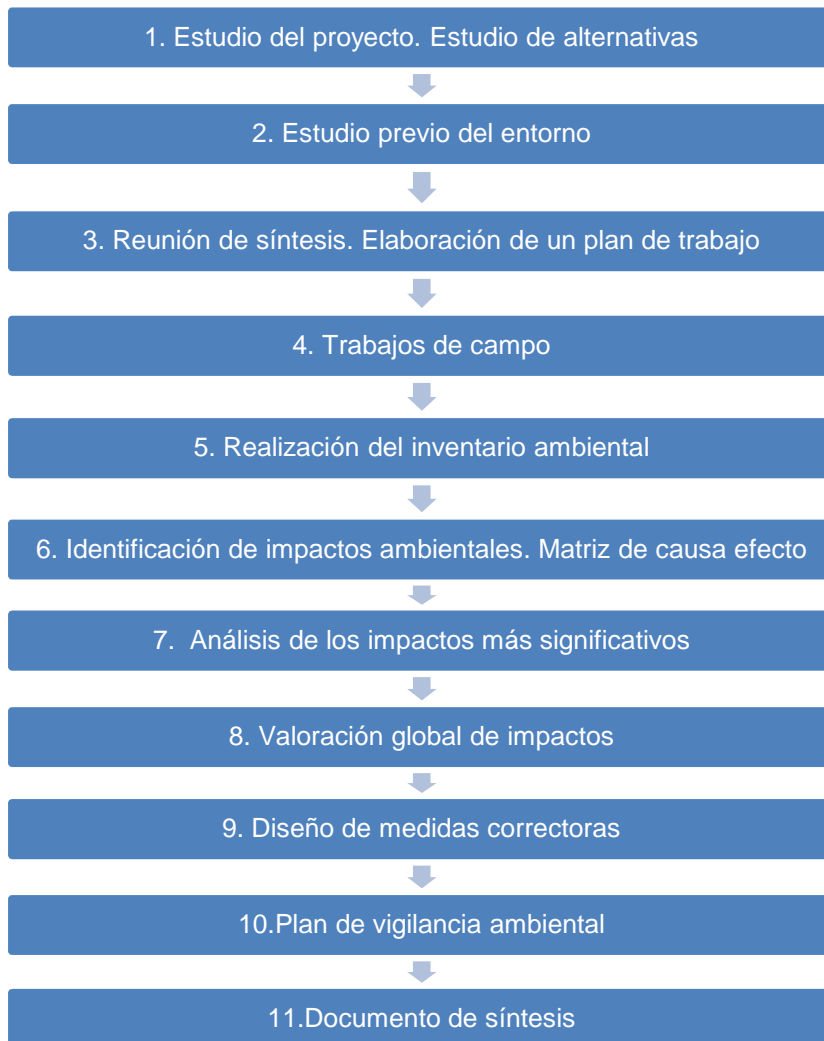 1. Estudio del proyecto. Estudio de alternativas
2. Estudio previo del entorno
3. Reunión de síntesis. Elaboración de un plan de trabajo
4. Trabajos de campo
5. Realización del inventario ambiental
6. Identificación de impactos ambientales. Matriz de causa efecto
7. Análisis de los impactos más significativos
8. Valoración global de impactos
9. Diseño de medidas correctoras
10.Plan de vigilancia ambiental
11.Documento de síntesis